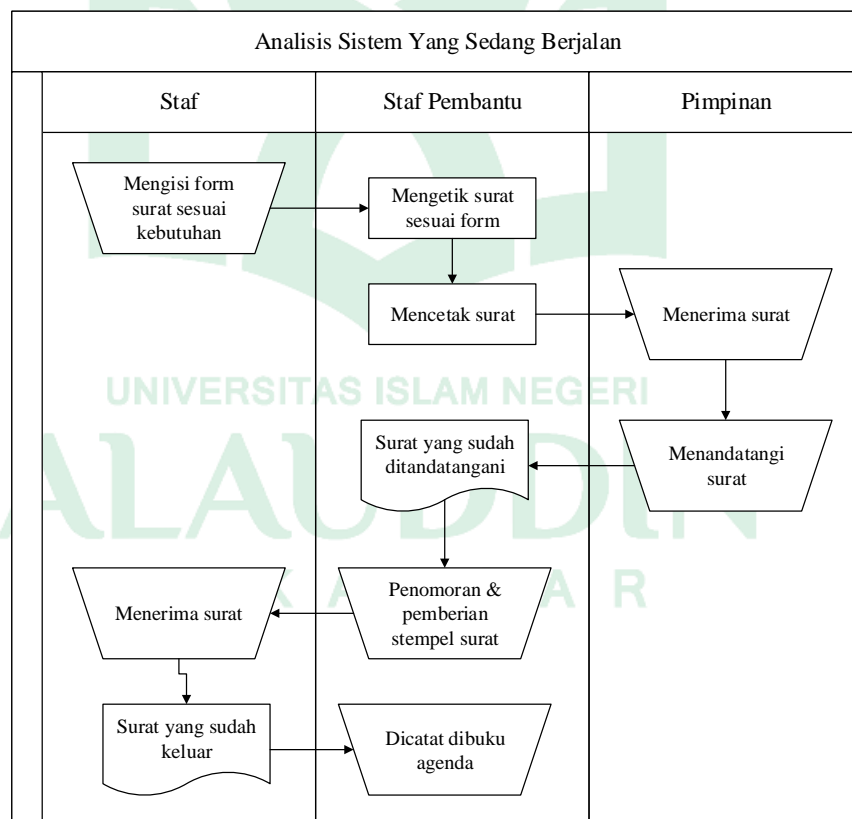 Analisis Sistem Yang Sedang Berjalan
Staf
Staf Pembantu
Pimpinan
Mengisi form
surat sesuai
kebutuhan
Mengetik surat
sesuai form
Mencetak surat
Menerima surat
UNIVERSITAS ISLAM NEGERI
Surat yang sudah
ditandatangani
Menandatangi
surat
ALAUDDIN
Menerima surat
Penomoran &
pemberian
stempel surat
Surat yang sudah
keluar
Dicatat dibuku
agenda